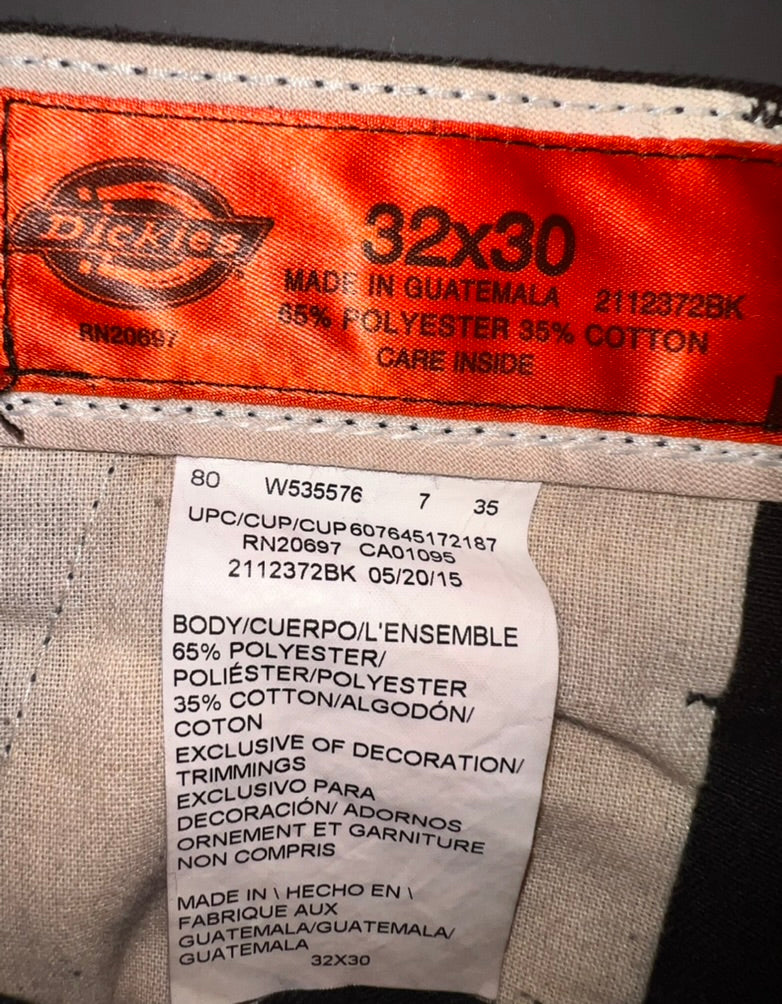 Dickies
32x30
MADE IN GUATEMALA 2112372BK
65% POLYESTER 35% COTTON
RN20697
CARE INSIDE
80 W535576 7 35
UPC/CUP/CUP 607645172187
RN20697 CA01095
2112372BK 05/20/15
BODY/CUERPO/L'ENSEMBLE
65% POLYESTER/
POLIÉSTER/POLYESTER
35% COTTON/ALGODÓN/
COTON
EXCLUSIVE OF DECORATION/
TRIMMINGS
EXCLUSIVO PARA
DECORACIÓN/ ADORNOS
ORNEMENT ET GARNITURE
NON COMPRIS
MADE IN \ HECHO EN \
FABRIQUE AUX
GUATEMALA/GUATEMALA/
GUATEMALA
32X30